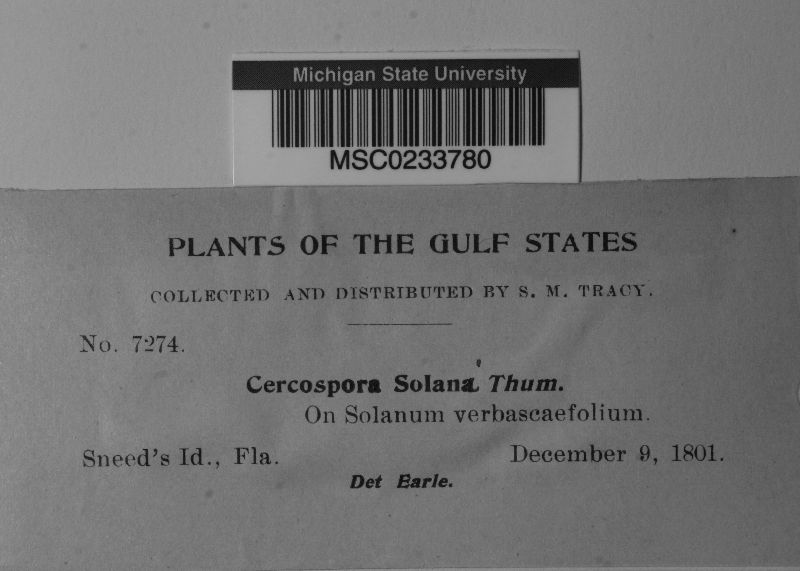 Michigan State University
MSC0233780
PLANTS OF THE GULF STATES
COLLECTED AND DISTRIBUTED BY S. M. TRACY.
No. 7274.
Cercospora Solana Thum.
On Solanum verbascaefolium.
Sneed's Id., Fla. December 9, 1801.
Det Earle.